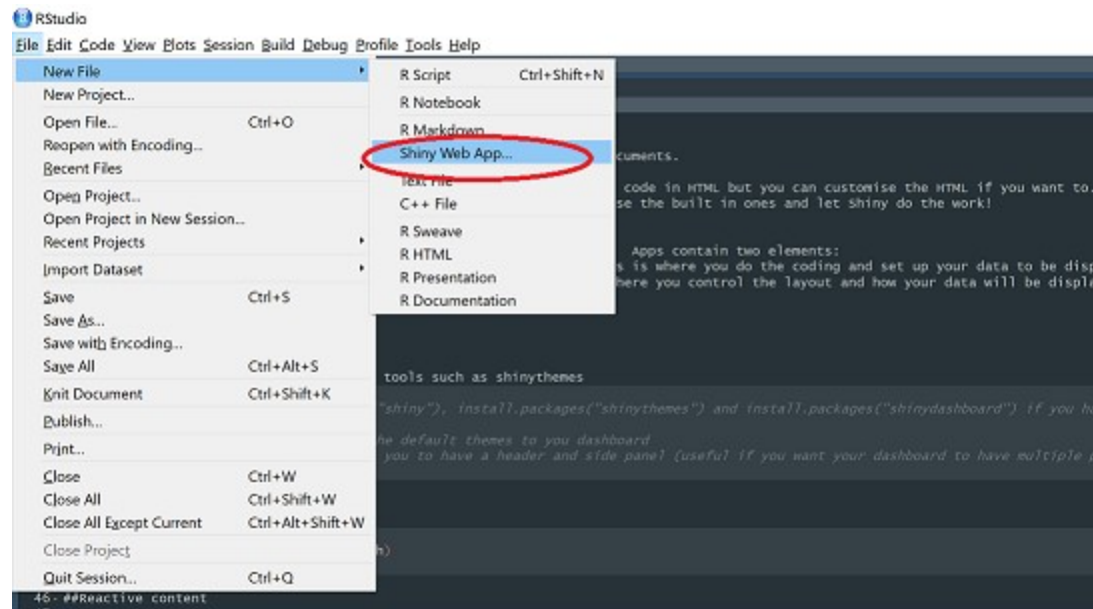 RStudio
File Edit Code View Plots Session Build Debug Profile Tools Help
New File
New Project...
Open File... Ctrl+O
Reopen with Encoding...
Recent Files
Open Project...
Open Project in New Session...
Recent Projects
Import Dataset
Save Ctrl+S
Save As...
Save with Encoding...
Save All Ctrl+Alt+S
Knit Document Ctrl+Shift+K
Publish...
Print...
Close Ctrl+W
Close All Ctrl+Shift+W
Close All Except Current Ctrl+Alt+Shift+W
Close Project
Quit Session... Ctrl+Q
R Script Ctrl+Shift+N
R Notebook
R Markdown...
Shiny Web App...
Text File
C++ File
R Sweave
R HTML
R Presentation
R Documentation
cuments.
code in HTML but you can customise the HTML if you want to.
se the built in ones and let Shiny do the work!
Apps contain two elements:
s is where you do the coding and set up your data to be disp
here you control the layout and how your data will be displa
tools such as shinythemes
"shiny"), install.packages("shinythemes") and install.packages("shinydashboard") if you ha
he default themes to you dashboard
you to have a header and side panel (useful if you want your dashboard to have multiple p
h)
46 ##Reactive content